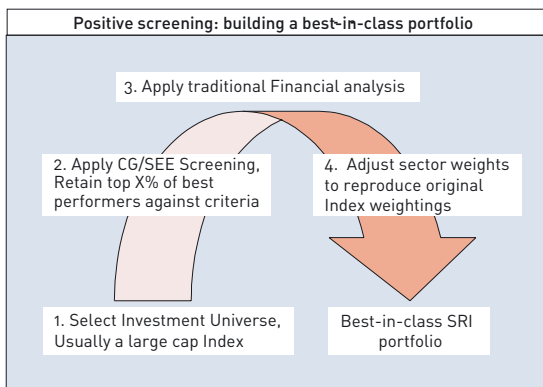 Positive screening: building a best-in-class portfolio
3. Apply traditional Financial analysis
2. Apply CG/SEE Screening,
Retain top X% of best
performers against criteria
4. Adjust sector weights
to reproduce original
Index weightings
1. Select Investment Universe,
Usually a large cap Index
Best-in-class SRI
portfolio